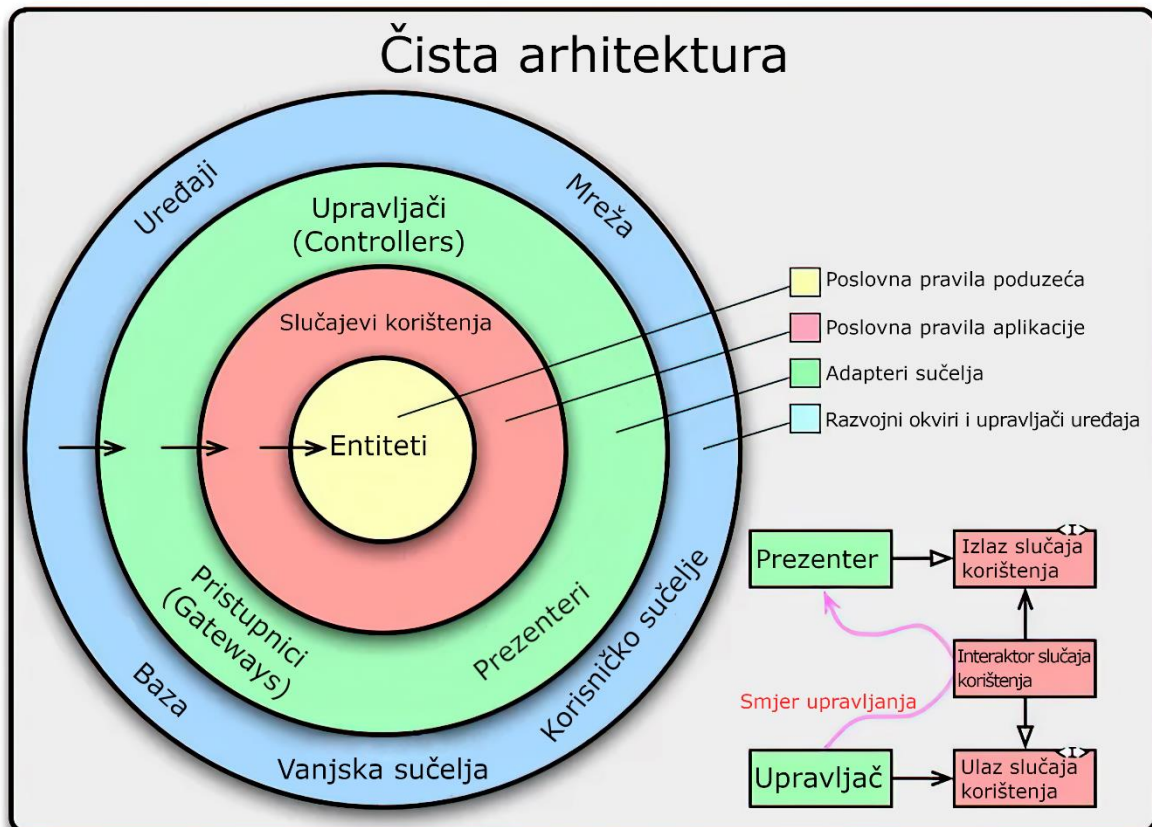 Čista arhitektura
Uređaji
Mreža
Upravljači
(Controllers)
Slučajevi korištenja
Entiteti
Pristupnici
(Gateways)
Prezenteri
Baza
Vanjska sučelja
Korisničko sučelje
Poslovna pravila poduzeća
Poslovna pravila aplikacije
Adapteri sučelja
Razvojni okviri i upravljači uređaja
Prezenter
<I>
Izlaz slučaja
korištenja
Interaktor slučaja
korištenja
Smjer upravljanja
Upravljač
<I>
Ulaz slučaja
korištenja